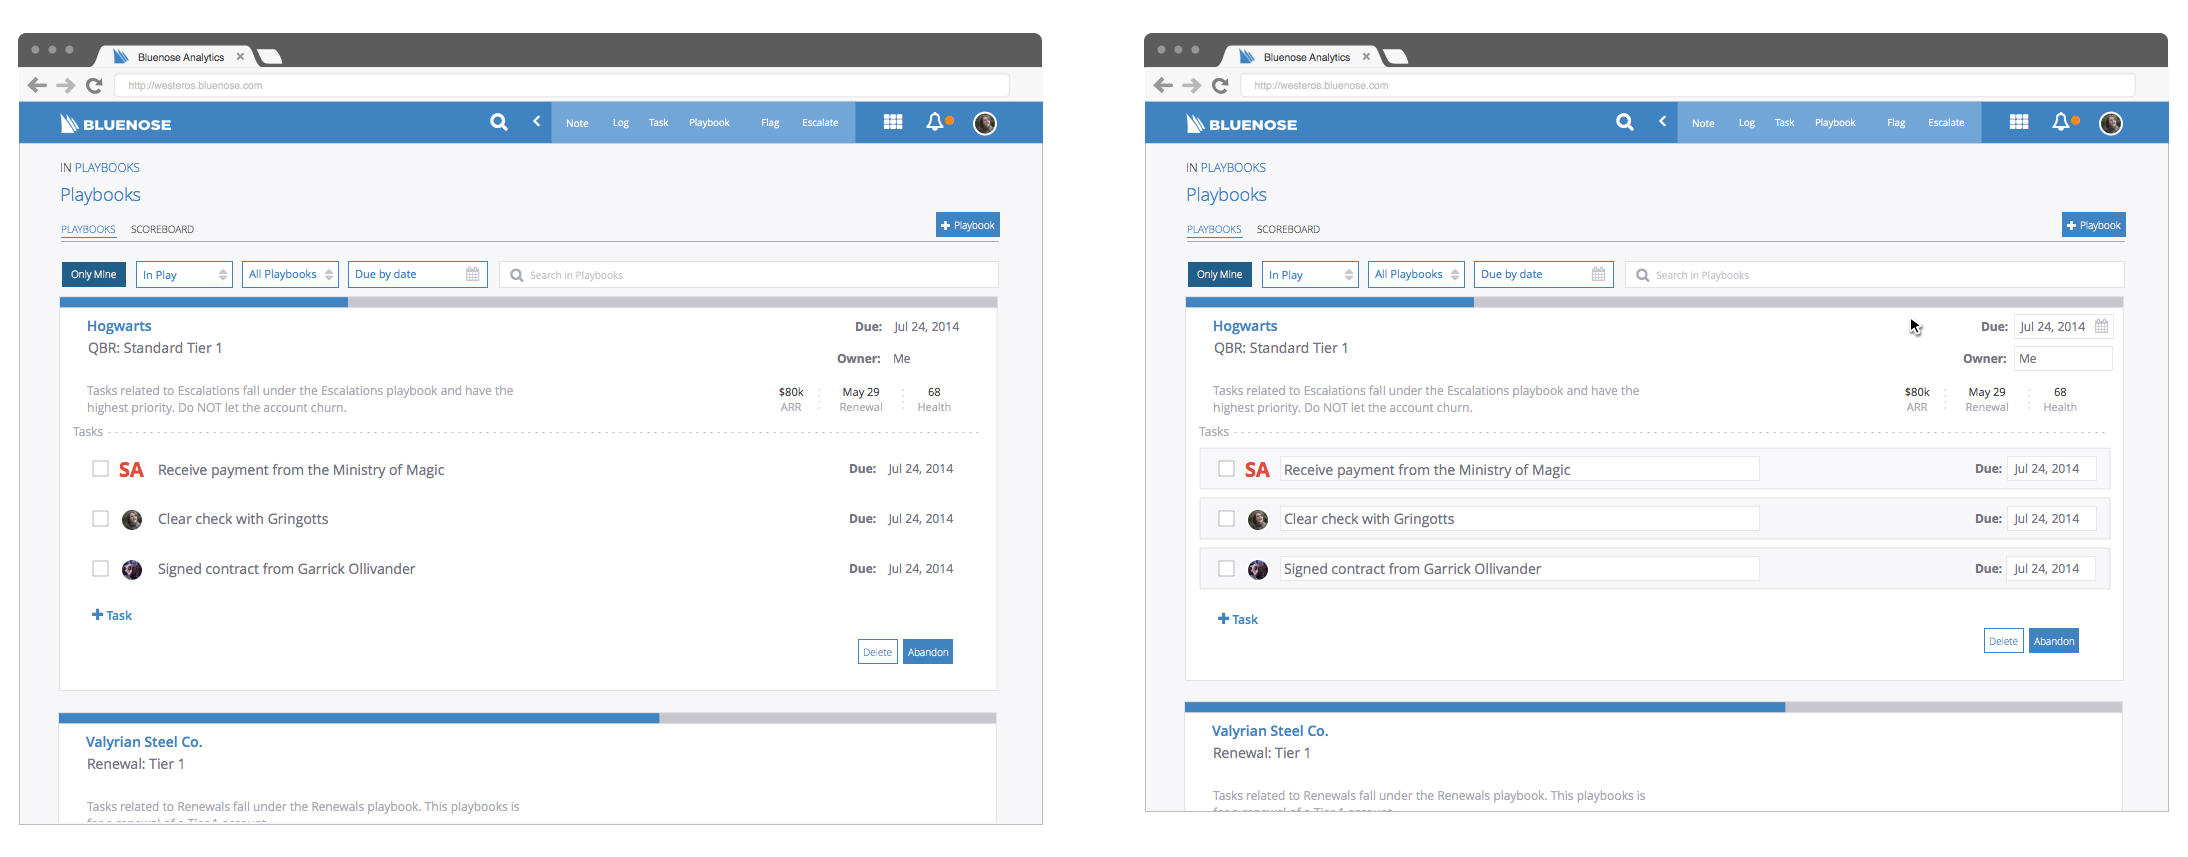 Bluenose Analytics
http://westeros.bluenose.com
BLUENOSE
Note Log Task Playbook Flag Escalate
IN PLAYBOOKS
Playbooks
PLAYBOOKS SCOREBOARD
Playbook
Only Mine In Play All Playbooks Due by date Search in Playbooks
Hogwarts Due: Jul 24, 2014
QBR: Standard Tier 1
Owner: Me
Tasks related to Escalations fall under the Escalations playbook and have the
highest priority. Do NOT let the account churn.
$80k May 29 68
ARR Renewal Health
Tasks
SA Receive payment from the Ministry of Magic Due: Jul 24, 2014
Clear check with Gringotts Due: Jul 24, 2014
Signed contract from Garrick Ollivander Due: Jul 24, 2014
+ Task
Delete Abandon
Valyrian Steel Co.
Renewal: Tier 1
Tasks related to Renewals fall under the Renewals playbook. This playbooks is
for a renewal of a Tier 1 account
Bluenose Analytics
http://westeros.bluenose.com
BLUENOSE
Note Log Task Playbook Flag Escalate
IN PLAYBOOKS
Playbooks
PLAYBOOKS SCOREBOARD
Playbook
Only Mine In Play All Playbooks Due by date Search in Playbooks
Hogwarts Due: Jul 24, 2014
QBR: Standard Tier 1
Owner: Me
Tasks related to Escalations fall under the Escalations playbook and have the
highest priority. Do NOT let the account churn.
$80k May 29 68
ARR Renewal Health
Tasks
SA Receive payment from the Ministry of Magic Due: Jul 24, 2014
Clear check with Gringotts Due: Jul 24, 2014
Signed contract from Garrick Ollivander Due: Jul 24, 2014
+ Task
Delete Abandon
Valyrian Steel Co.
Renewal: Tier 1
Tasks related to Renewals fall under the Renewals playbook. This playbooks is